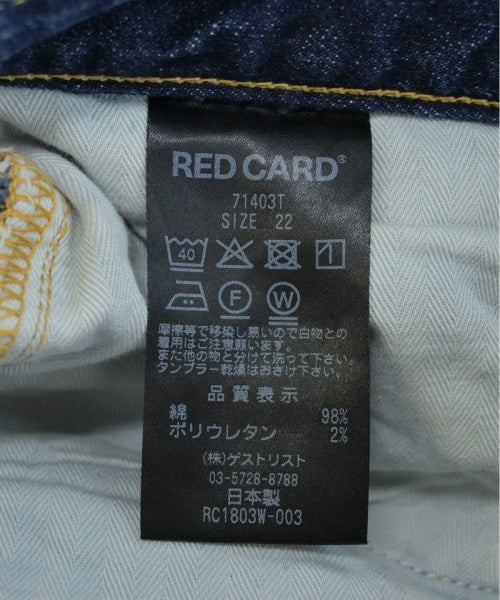 RED CARD®
71403T
SIZE 22
40
F W
摩擦等で移染し易いので白物との
着用はご注意願います。
また他の物と分けて洗って下さい。
タンブラー乾燥はおさけ下さい。
品質表示
綿 98%
ポリウレタン 2%
(株)ゲストリスト
03-5728-8788
日本製
RC1803W-003